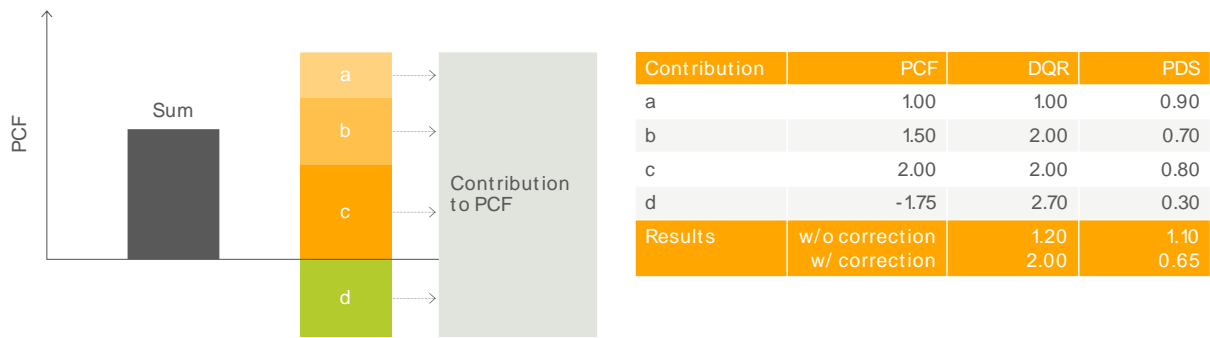 PCF
Sum
a
b
c
d
Contribution
to PCF
Contribution PCF DQR PDS
a 1.00 1.00 0.90
b 1.50 2.00 0.70
c 2.00 2.00 0.80
d -1.75 2.70 0.30
Results w/o correction 1.20 1.10
w/ correction 2.00 0.65